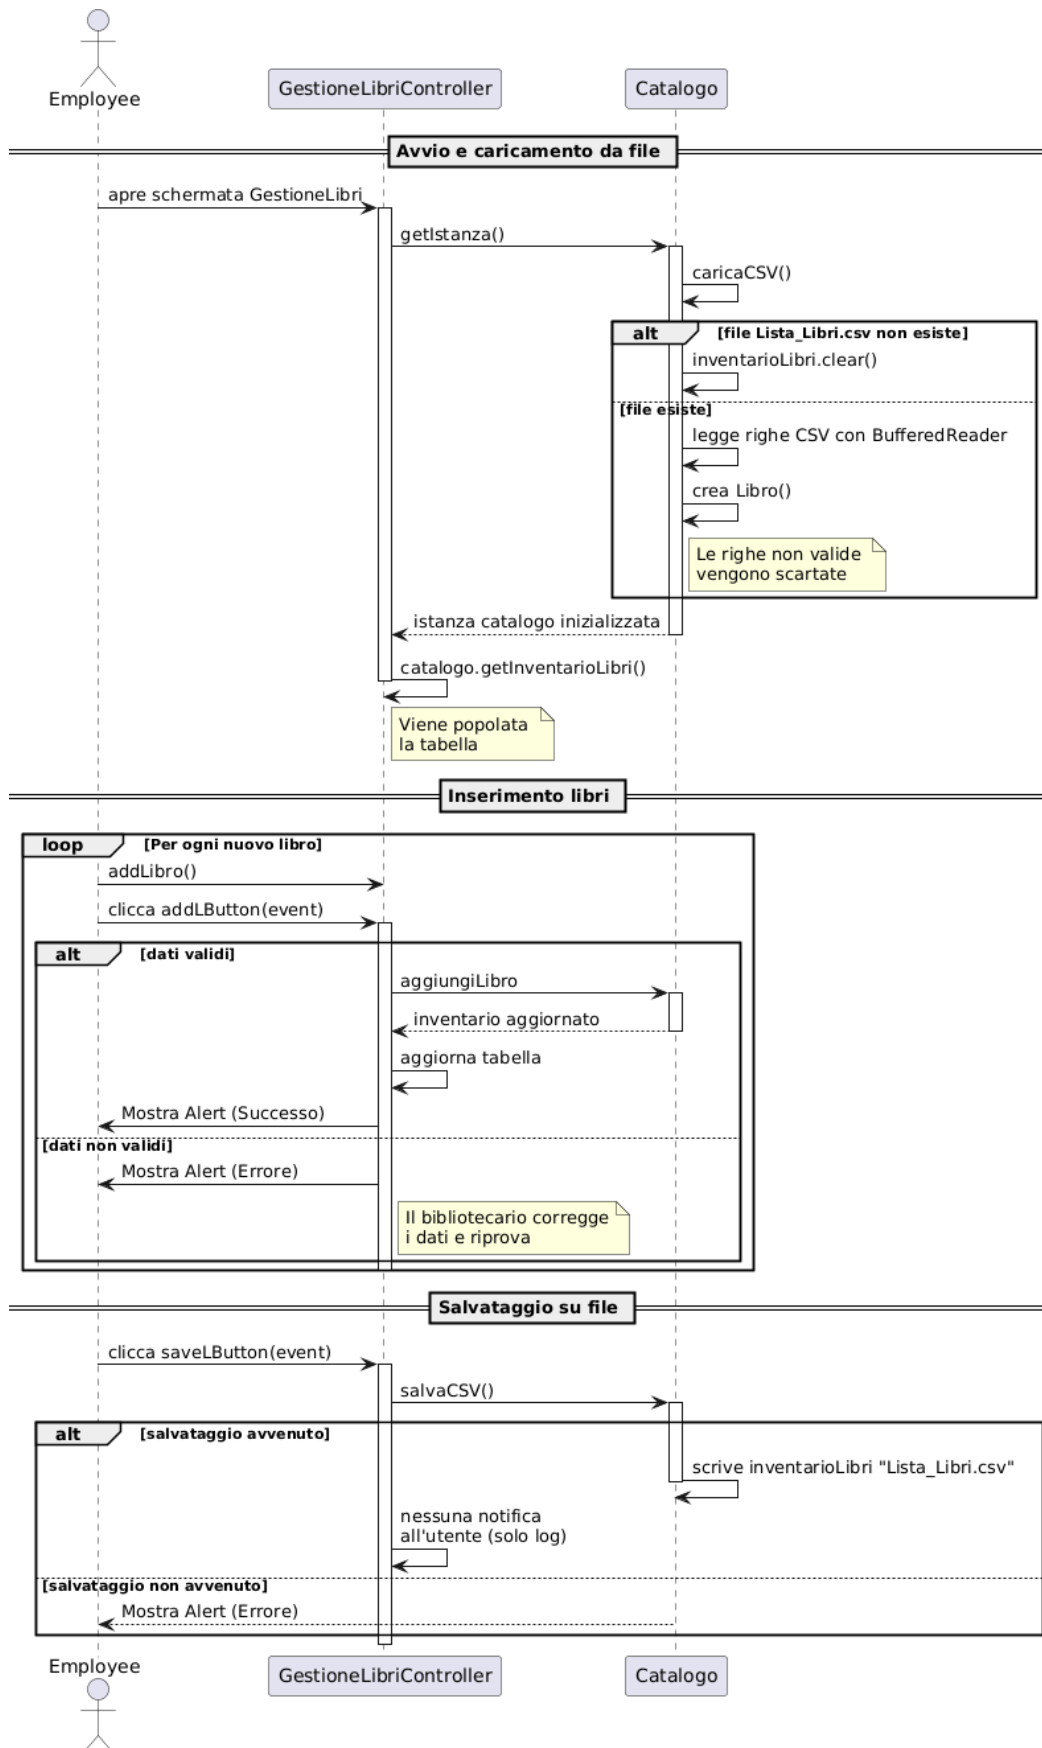 Employee
GestioneLibriController
Catalogo
Avvio e caricamento da file
apre schermata GestioneLibri
getIstanza()
caricaCSV()
alt
[file Lista_Libri.csv non esiste]
inventarioLibri.clear()
[file esiste]
legge righe CSV con BufferedReader
crea Libro()
Le righe non valide
vengono scartate
istanza catalogo inizializzata
catalogo.getInventarioLibri()
Viene popolata
la tabella
Inserimento libri
loop
[Per ogni nuovo libro]
addLibro()
clicca addLButton(event)
alt
[dati validi]
aggiungiLibro
inventario aggiornato
aggiorna tabella
Mostra Alert (Successo)
[dati non validi]
Mostra Alert (Errore)
Il bibliotecario corregge
i dati e riprova
Salvataggio su file
clicca saveLButton(event)
salvaCSV()
alt
[salvataggio avvenuto]
scrive inventarioLibri "Lista_Libri.csv"
nessuna notifica
all'utente (solo log)
[salvataggio non avvenuto]
Mostra Alert (Errore)
Employee
GestioneLibriController
Catalogo